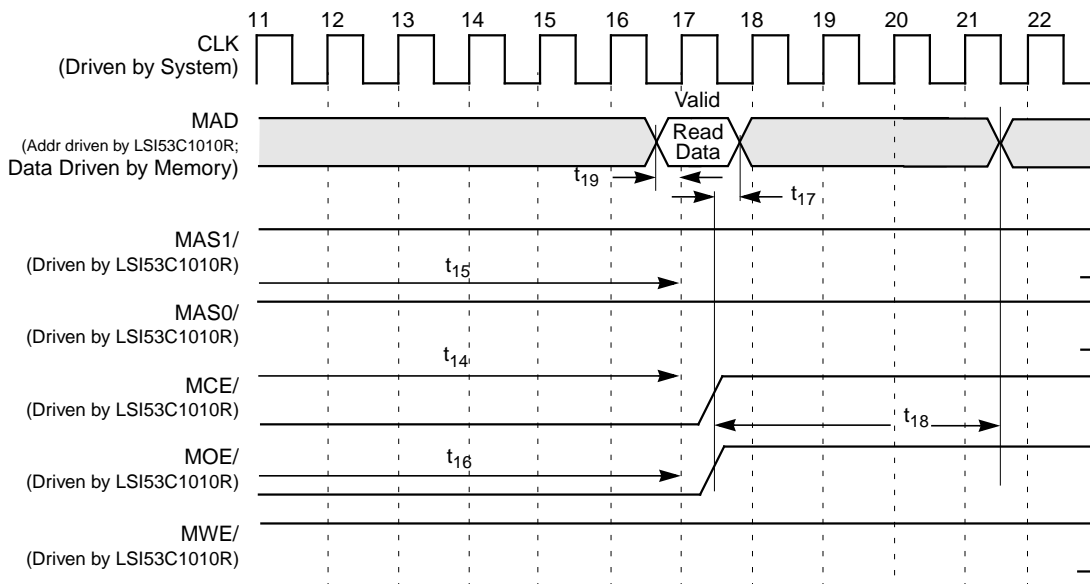 11 12 13 14 15 16 17 18 19 20 21 22
CLK
(Driven by System)
Valid
MAD
(Addr driven by LSI53C1010R;
Data Driven by Memory)
Read
Data
t19
t17
MAS1/
(Driven by LSI53C1010R)
t15
MAS0/
(Driven by LSI53C1010R)
t14
MCE/
(Driven by LSI53C1010R)
t18
MOE/
(Driven by LSI53C1010R)
t16
MWE/
(Driven by LSI53C1010R)